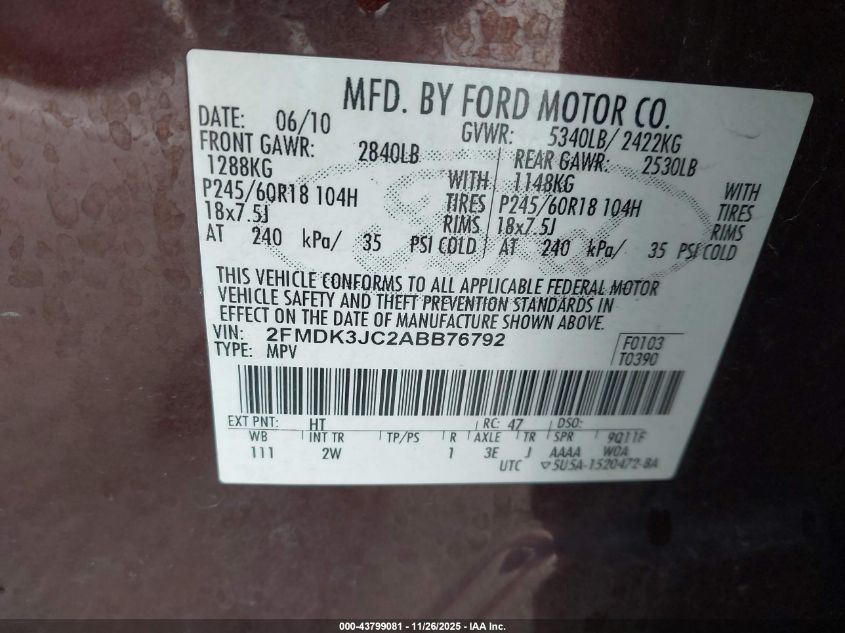 MFD. BY FORD MOTOR CO.
DATE: 06/10 GVWR: 5340LB/ 2422KG
FRONT GAWR: 2840LB REAR GAWR: 2530LB
1288KG WITH 1148KG WITH
P245/60R18 104H TIRES P245/60R18 104H TIRES
18x7.5J RIMS 18x7.5J RIMS
AT 240 kPa/ 35 PSI COLD AT 240 kPa/ 35 PSI COLD
THIS VEHICLE CONFORMS TO ALL APPLICABLE FEDERAL MOTOR
VEHICLE SAFETY AND THEFT PREVENTION STANDARDS IN
EFFECT ON THE DATE OF MANUFACTURE SHOWN ABOVE.
VIN: 2FMDK3JC2ABB76792 F0103
TYPE: MPV T0390
EXT PNT: HT RC: 47 DSO:
WB INT TR TP/PS R AXLE TR SPR 9Q11F
111 2W 1 3E J AAAA W0A
UTC ▽5U5A-1520472-BA
000-43799081 - 11/26/2025 - IAA Inc.